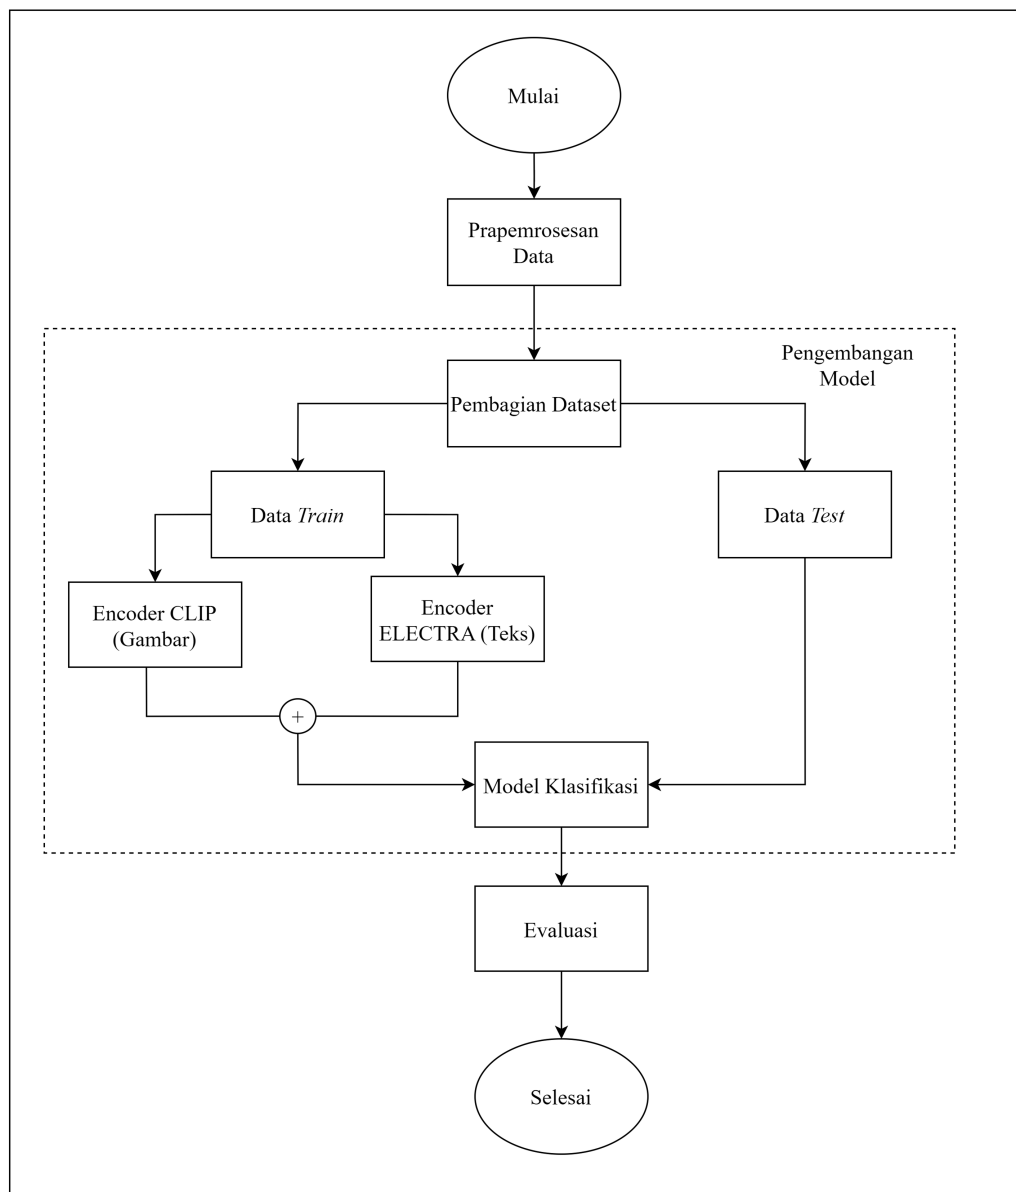 Mulai
Prapemrosesan
Data
Pengembangan
Model
Pembagian Dataset
Data Train
Data Test
Encoder CLIP
(Gambar)
Encoder
ELECTRA (Teks)
+
Model Klasifikasi
Evaluasi
Selesai